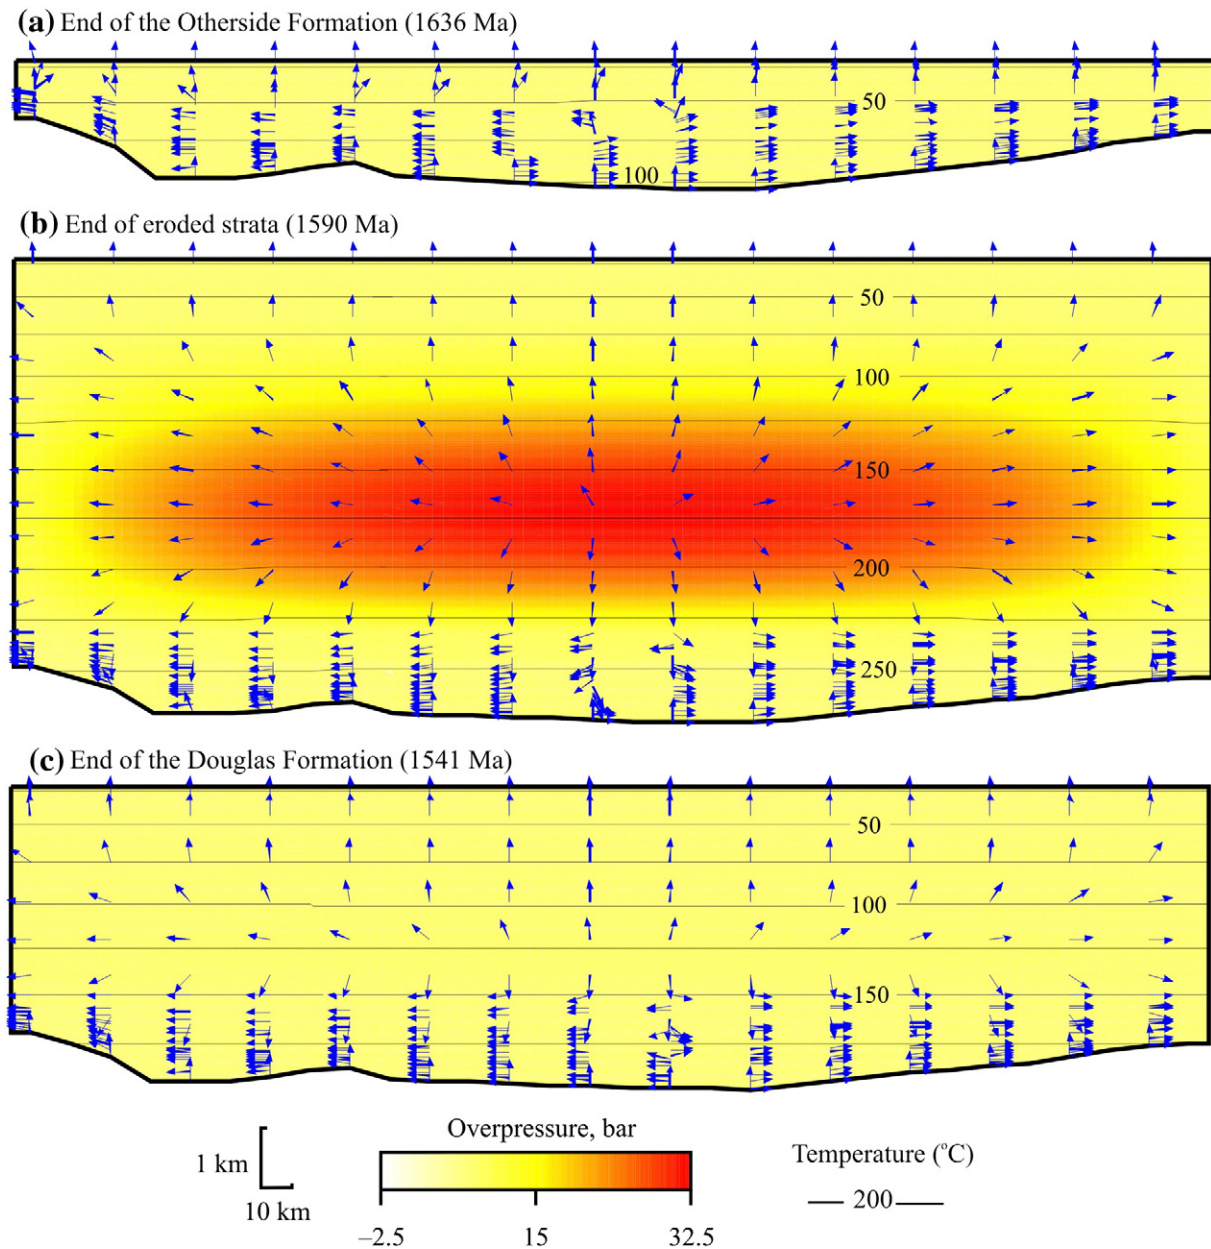 (a) End of the Otherside Formation (1636 Ma)
50
100
(b) End of eroded strata (1590 Ma)
50
100
150
200
250
(c) End of the Douglas Formation (1541 Ma)
50
100
150
Overpressure, bar
Temperature (°C)
1 km
200
10 km
–2.5 15 32.5